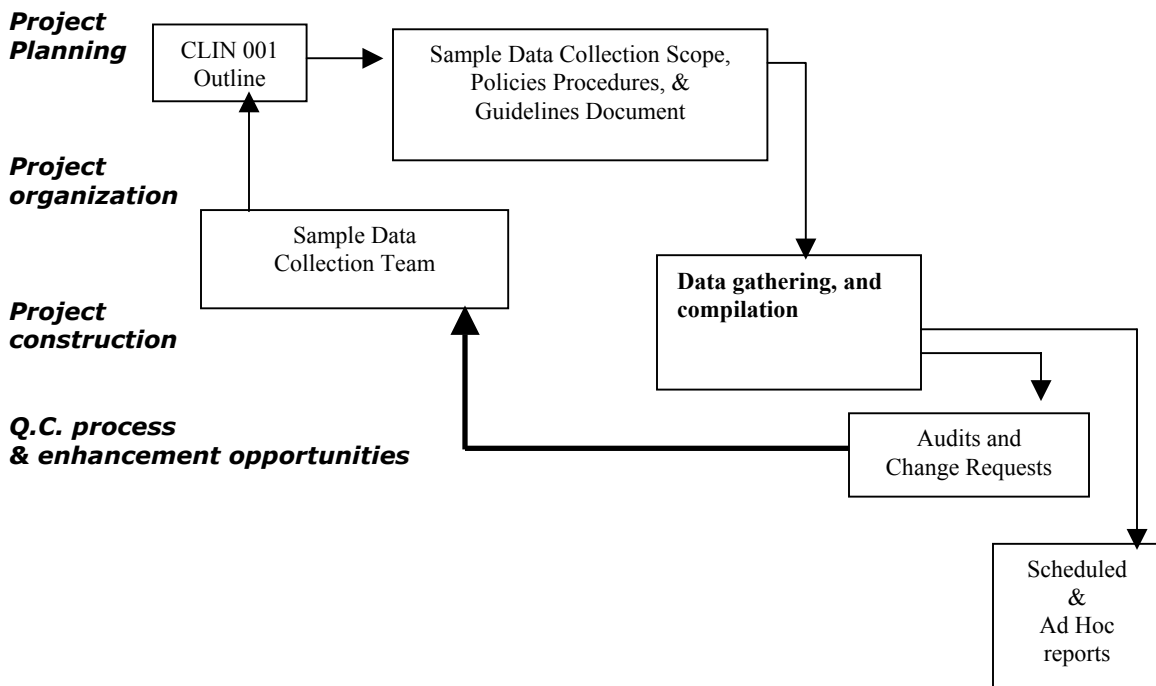 Project
Planning
CLIN 001
Outline
Sample Data Collection Scope,
Policies Procedures, &
Guidelines Document
Project
organization
Sample Data
Collection Team
Data gathering, and
compilation
Project
construction
Q.C. process
& enhancement opportunities
Audits and
Change Requests
Scheduled
&
Ad Hoc
reports